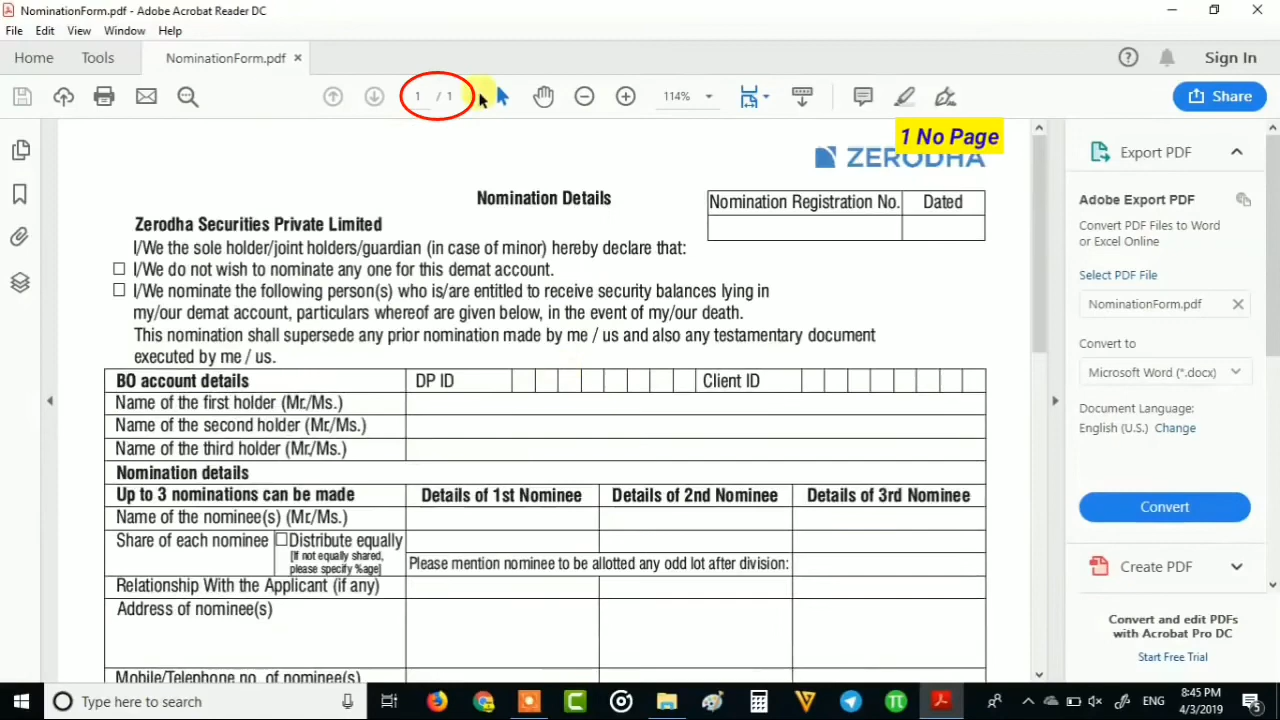 NominationForm.pdf - Adobe Acrobat Reader DC
File Edit View Window Help
Home Tools NominationForm.pdf × Sign In
1 / 1 114% Share
1 No Page
ZERODHA
Nomination Details
Nomination Registration No. Dated
Zerodha Securities Private Limited
I/We the sole holder/joint holders/guardian (in case of minor) hereby declare that:
I/We do not wish to nominate any one for this demat account.
I/We nominate the following person(s) who is/are entitled to receive security balances lying in
my/our demat account, particulars whereof are given below, in the event of my/our death.
This nomination shall supersede any prior nomination made by me / us and also any testamentary document
executed by me / us.
BO account details DP ID Client ID
Name of the first holder (Mr./Ms.)
Name of the second holder (Mr./Ms.)
Name of the third holder (Mr./Ms.)
Nomination details
Up to 3 nominations can be made Details of 1st Nominee Details of 2nd Nominee Details of 3rd Nominee
Name of the nominee(s) (Mr./Ms.)
Share of each nominee Distribute equally
[If not equally shared,
please specify %age]
Please mention nominee to be allotted any odd lot after division:
Relationship With the Applicant (if any)
Address of nominee(s)
Mobile/Telephone no. of nominee(s)
Export PDF
Adobe Export PDF
Convert PDF Files to Word
or Excel Online
Select PDF File
NominationForm.pdf
Convert to
Microsoft Word (*.docx)
Document Language:
English (U.S.) Change
Convert
Create PDF
Convert and edit PDFs
with Acrobat Pro DC
Start Free Trial
Type here to search
ENG
8:45 PM
4/3/2019
5